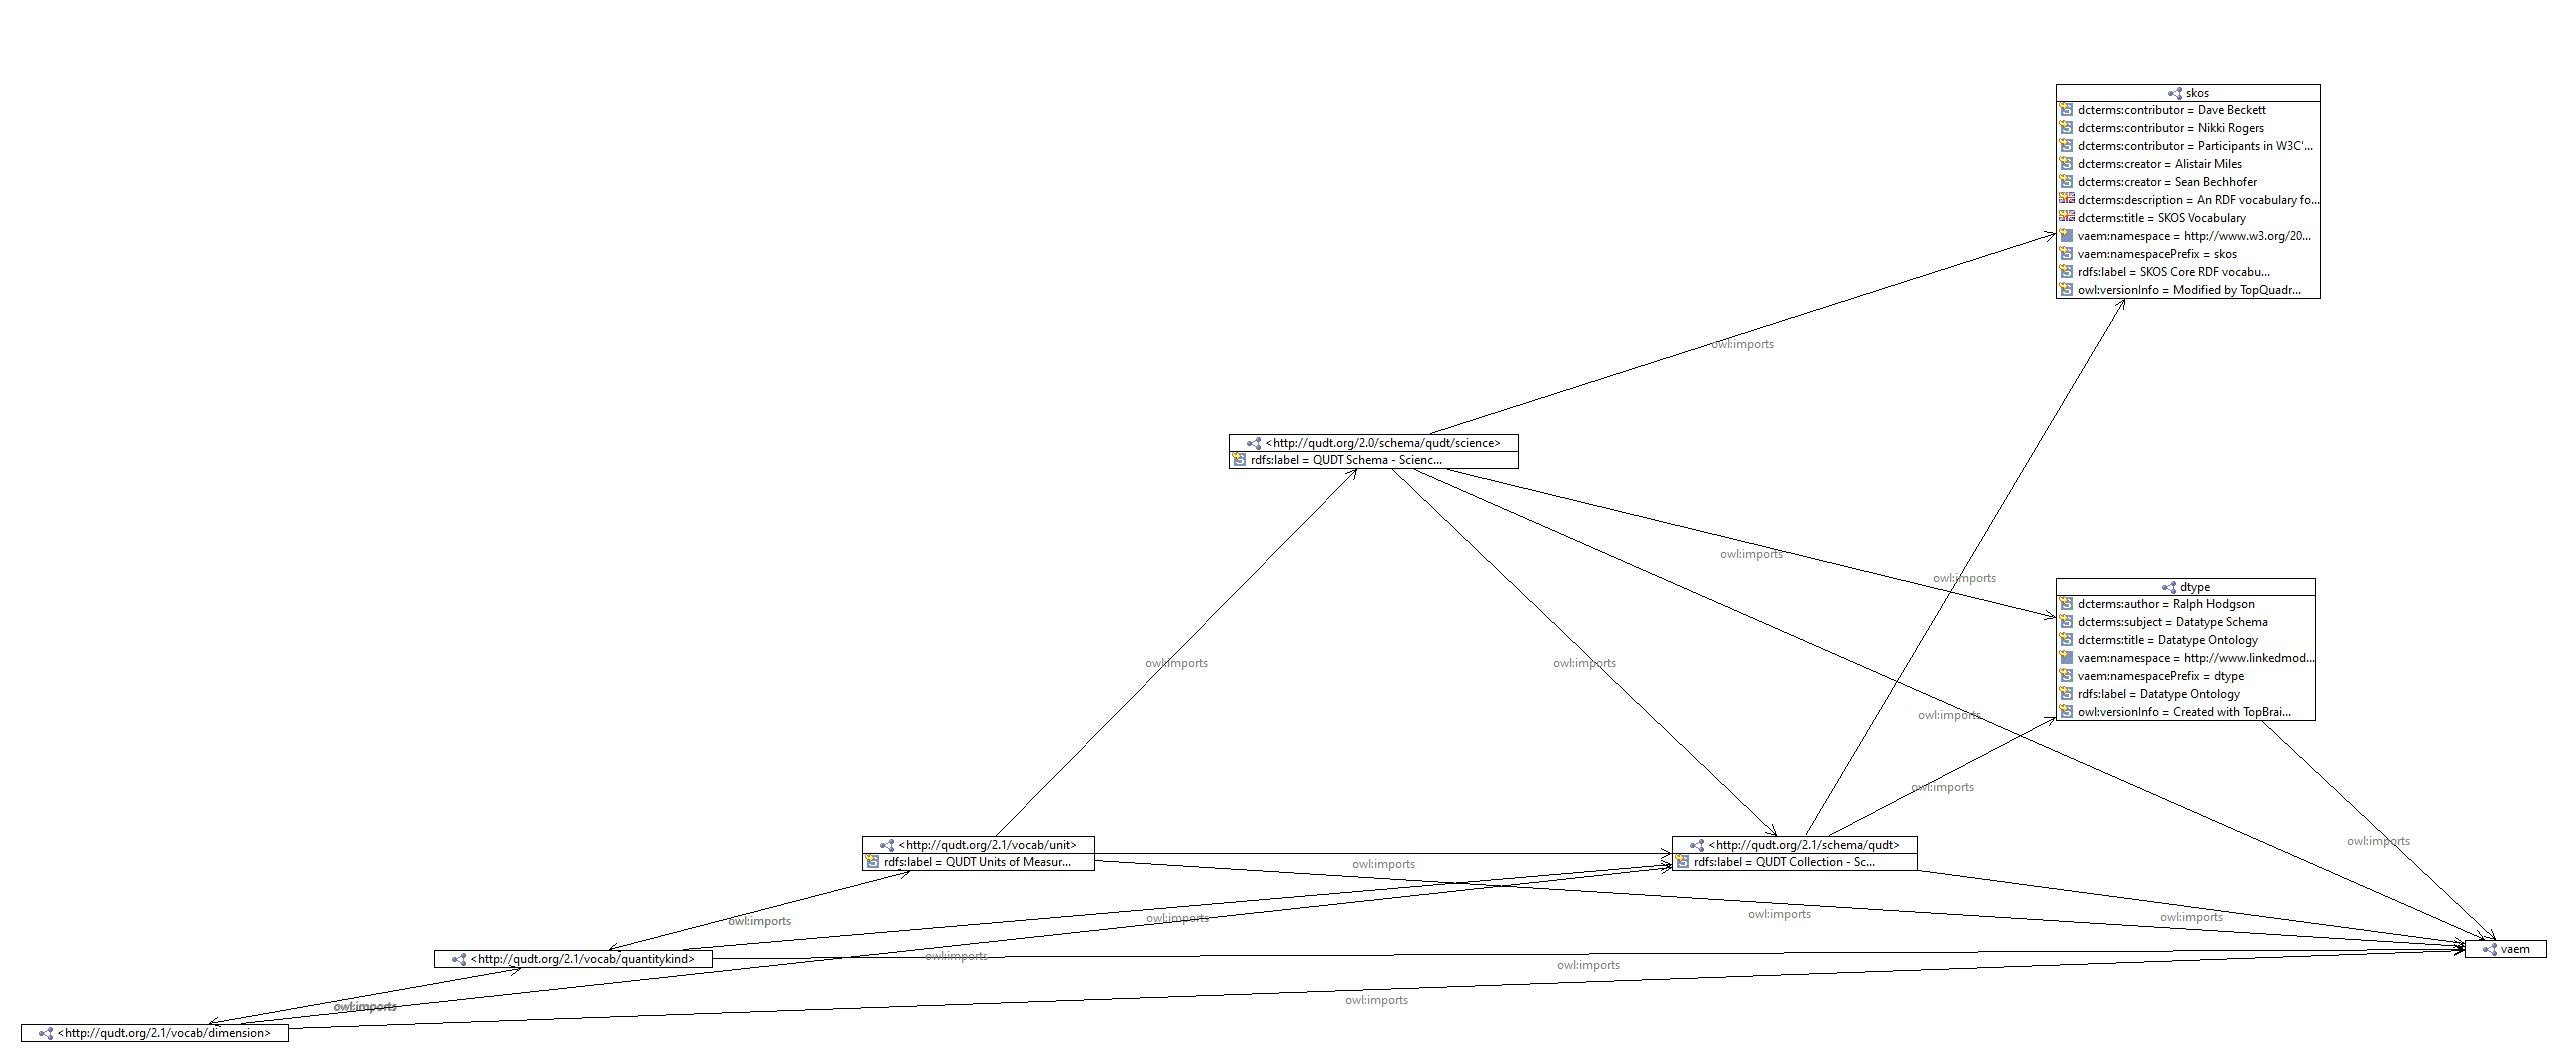 skos
dcterms:contributor = Dave Beckett
dcterms:contributor = Nikki Rogers
dcterms:contributor = Participants in W3C'...
dcterms:creator = Alistair Miles
dcterms:creator = Sean Bechhofer
dcterms:description = An RDF vocabulary fo...
dcterms:title = SKOS Vocabulary
vaem:namespace = http://www.w3.org/20...
vaem:namespacePrefix = skos
rdfs:label = SKOS Core RDF vocabu...
owl:versionInfo = Modified by TopQuadr...
owl:imports
<http://qudt.org/2.0/schema/qudt/science>
rdfs:label = QUDT Schema - Scienc...
owl:imports
owl:imports
dtype
dcterms:author = Ralph Hodgson
dcterms:subject = Datatype Schema
dcterms:title = Datatype Ontology
vaem:namespace = http://www.linkedmod...
vaem:namespacePrefix = dtype
rdfs:label = Datatype Ontology
owl:versionInfo = Created with TopBrai...
owl:imports
owl:imports
owl:imports
owl:imports
owl:imports
<http://qudt.org/2.1/vocab/unit>
rdfs:label = QUDT Units of Measur...
owl:imports
<http://qudt.org/2.1/schema/qudt>
rdfs:label = QUDT Collection - Sc...
owl:imports
owl:imports
owl:imports
owl:imports
<http://qudt.org/2.1/vocab/quantitykind>
owl:imports
owl:imports
vaem
owl:imports
owl:imports
<http://qudt.org/2.1/vocab/dimension>